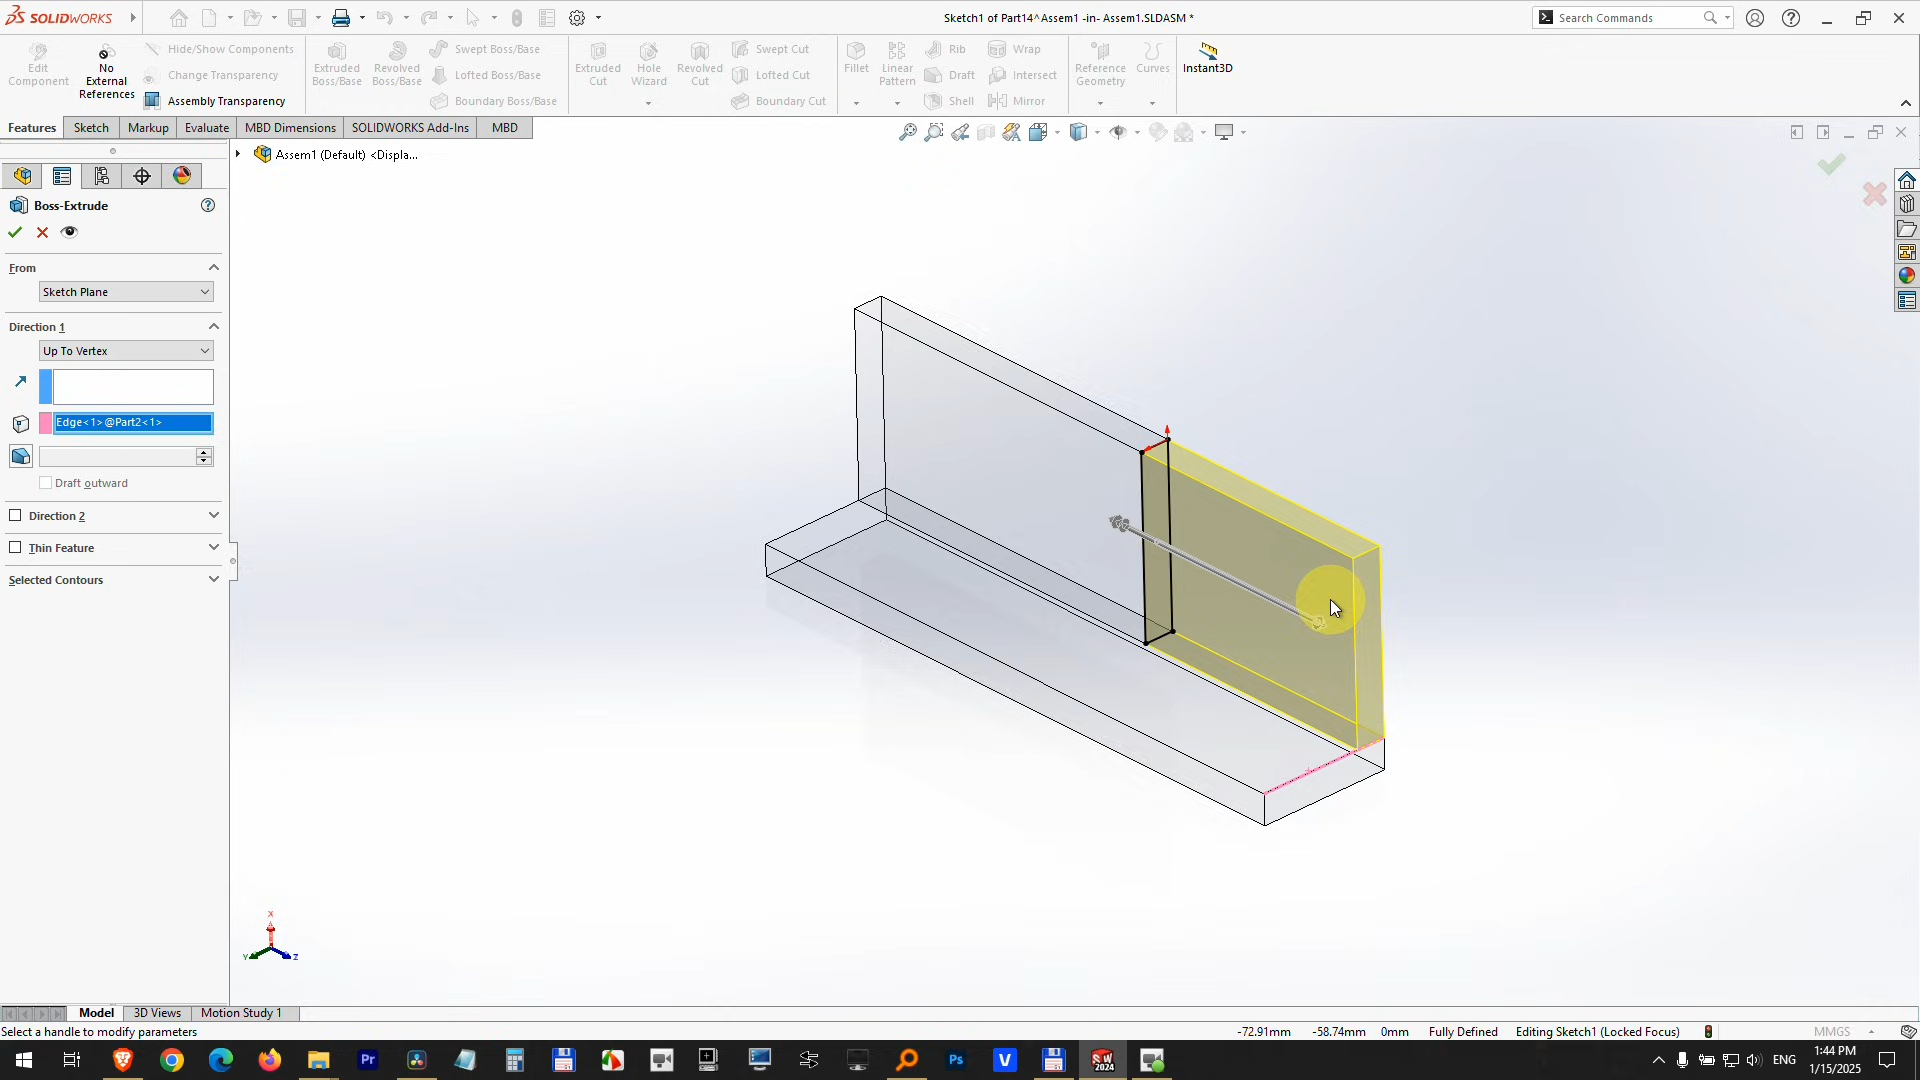 SOLIDWORKS
Sketch1 of Part14^Assem1 -in- Assem1.SLDASM *
Search Commands
Edit Component
No External References
Hide/Show Components
Change Transparency
Assembly Transparency
Extruded Boss/Base
Revolved Boss/Base
Swept Boss/Base
Lofted Boss/Base
Boundary Boss/Base
Extruded Cut
Hole Wizard
Revolved Cut
Swept Cut
Lofted Cut
Boundary Cut
Fillet
Linear Pattern
Rib
Draft
Shell
Wrap
Intersect
Mirror
Reference Geometry
Curves
Instant3D
Features
Sketch
Markup
Evaluate
MBD Dimensions
SOLIDWORKS Add-Ins
MBD
Assem1 (Default) <Displa...
Boss-Extrude
From
Sketch Plane
Direction 1
Up To Vertex
Edge<1>@Part2<1>
Draft outward
Direction 2
Thin Feature
Selected Contours
X
Y
Z
Model
3D Views
Motion Study 1
Select a handle to modify parameters
-72.91mm
-58.74mm
0mm
Fully Defined
Editing Sketch1 (Locked Focus)
MMGS
Pr
Ps
V
SW
2024
ENG
1:44 PM
1/15/2025